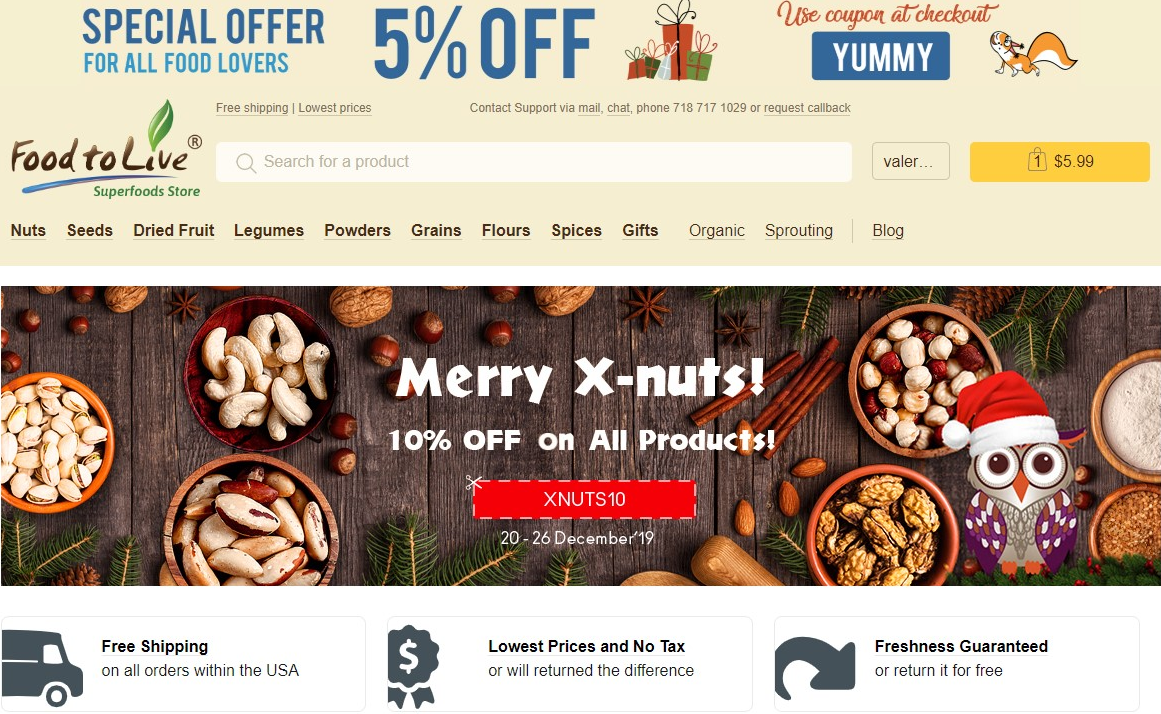 SPECIAL OFFER
FOR ALL FOOD LOVERS
5% OFF
Use coupon at checkout
YUMMY
Free shipping | Lowest prices
Contact Support via mail, chat, phone 718 717 1029 or request callback
Food to Live ®
Superfoods Store
Search for a product
valer...
1 $5.99
Nuts Seeds Dried Fruit Legumes Powders Grains Flours Spices Gifts Organic Sprouting Blog
Merry X-nuts!
10% OFF on All Products!
XNUTS10
20 - 26 December'19
Free Shipping
on all orders within the USA
$
Lowest Prices and No Tax
or will returned the difference
Freshness Guaranteed
or return it for free